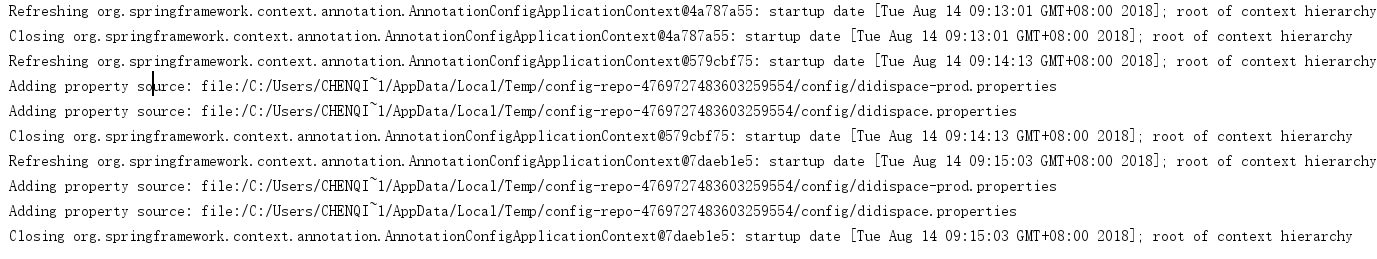 Refreshing org.springframework.context.annotation.AnnotationConfigApplicationContext@4a787a55: startup date [Tue Aug 14 09:13:01 GMT+08:00 2018]; root of context hierarchy
Closing org.springframework.context.annotation.AnnotationConfigApplicationContext@4a787a55: startup date [Tue Aug 14 09:13:01 GMT+08:00 2018]; root of context hierarchy
Refreshing org.springframework.context.annotation.AnnotationConfigApplicationContext@579cbf75: startup date [Tue Aug 14 09:14:13 GMT+08:00 2018]; root of context hierarchy
Adding property source: file:/C:/Users/CHENQI~1/AppData/Local/Temp/config-repo-4769727483603259554/config/didispace-prod.properties
Adding property source: file:/C:/Users/CHENQI~1/AppData/Local/Temp/config-repo-4769727483603259554/config/didispace.properties
Closing org.springframework.context.annotation.AnnotationConfigApplicationContext@579cbf75: startup date [Tue Aug 14 09:14:13 GMT+08:00 2018]; root of context hierarchy
Refreshing org.springframework.context.annotation.AnnotationConfigApplicationContext@7daeb1e5: startup date [Tue Aug 14 09:15:03 GMT+08:00 2018]; root of context hierarchy
Adding property source: file:/C:/Users/CHENQI~1/AppData/Local/Temp/config-repo-4769727483603259554/config/didispace-prod.properties
Adding property source: file:/C:/Users/CHENQI~1/AppData/Local/Temp/config-repo-4769727483603259554/config/didispace.properties
Closing org.springframework.context.annotation.AnnotationConfigApplicationContext@7daeb1e5: startup date [Tue Aug 14 09:15:03 GMT+08:00 2018]; root of context hierarchy